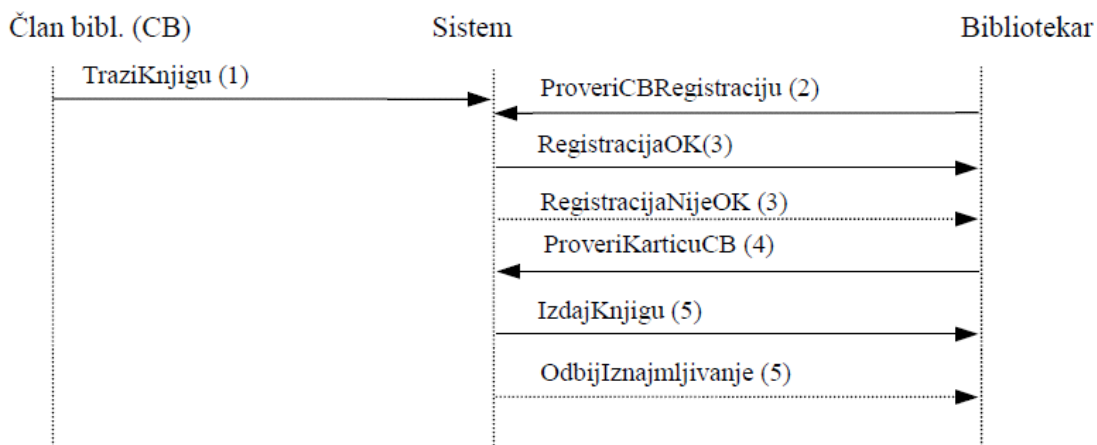 Član bibl. (CB) Sistem Bibliotekar
TraziKnjigu (1)
ProveriCBRegistraciju (2)
RegistracijaOK(3)
RegistracijaNijeOK (3)
ProveriKarticuCB (4)
IzdajKnjigu (5)
OdbijIznajmljivanje (5)